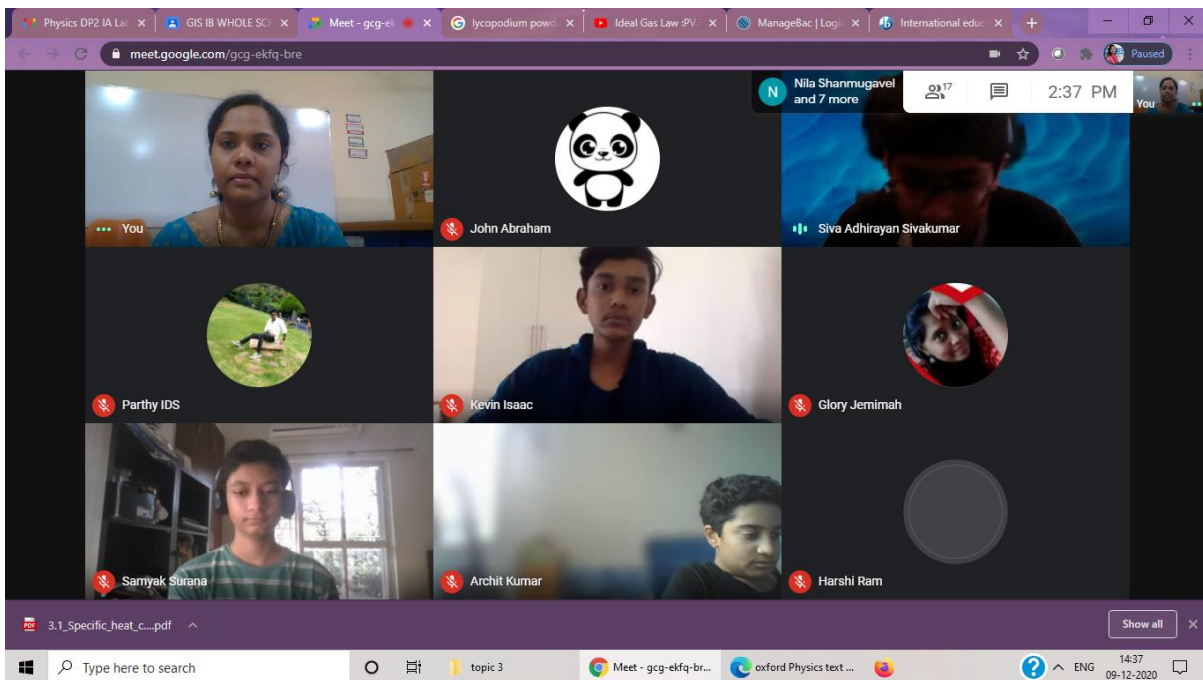 Physics DP2 IA Lal
GIS IB WHOLE SCH
Meet - gcg-ek
lycopodium powd
Ideal Gas Law :PV=
ManageBac | Login
International educ
meet.google.com/gcg-ekfq-bre
Paused
N
Nila Shanmugavel
and 7 more
17
2:37 PM
You
You
John Abraham
Siva Adhirayan Sivakumar
Parthy IDS
Kevin Isaac
Glory Jemimah
Samyak Surana
Archit Kumar
Harshi Ram
PDF
3.1_Specific_heat_c....pdf
Show all
Type here to search
topic 3
Meet - gcg-ekfq-br...
oxford Physics text ...
ENG
14:37
09-12-2020